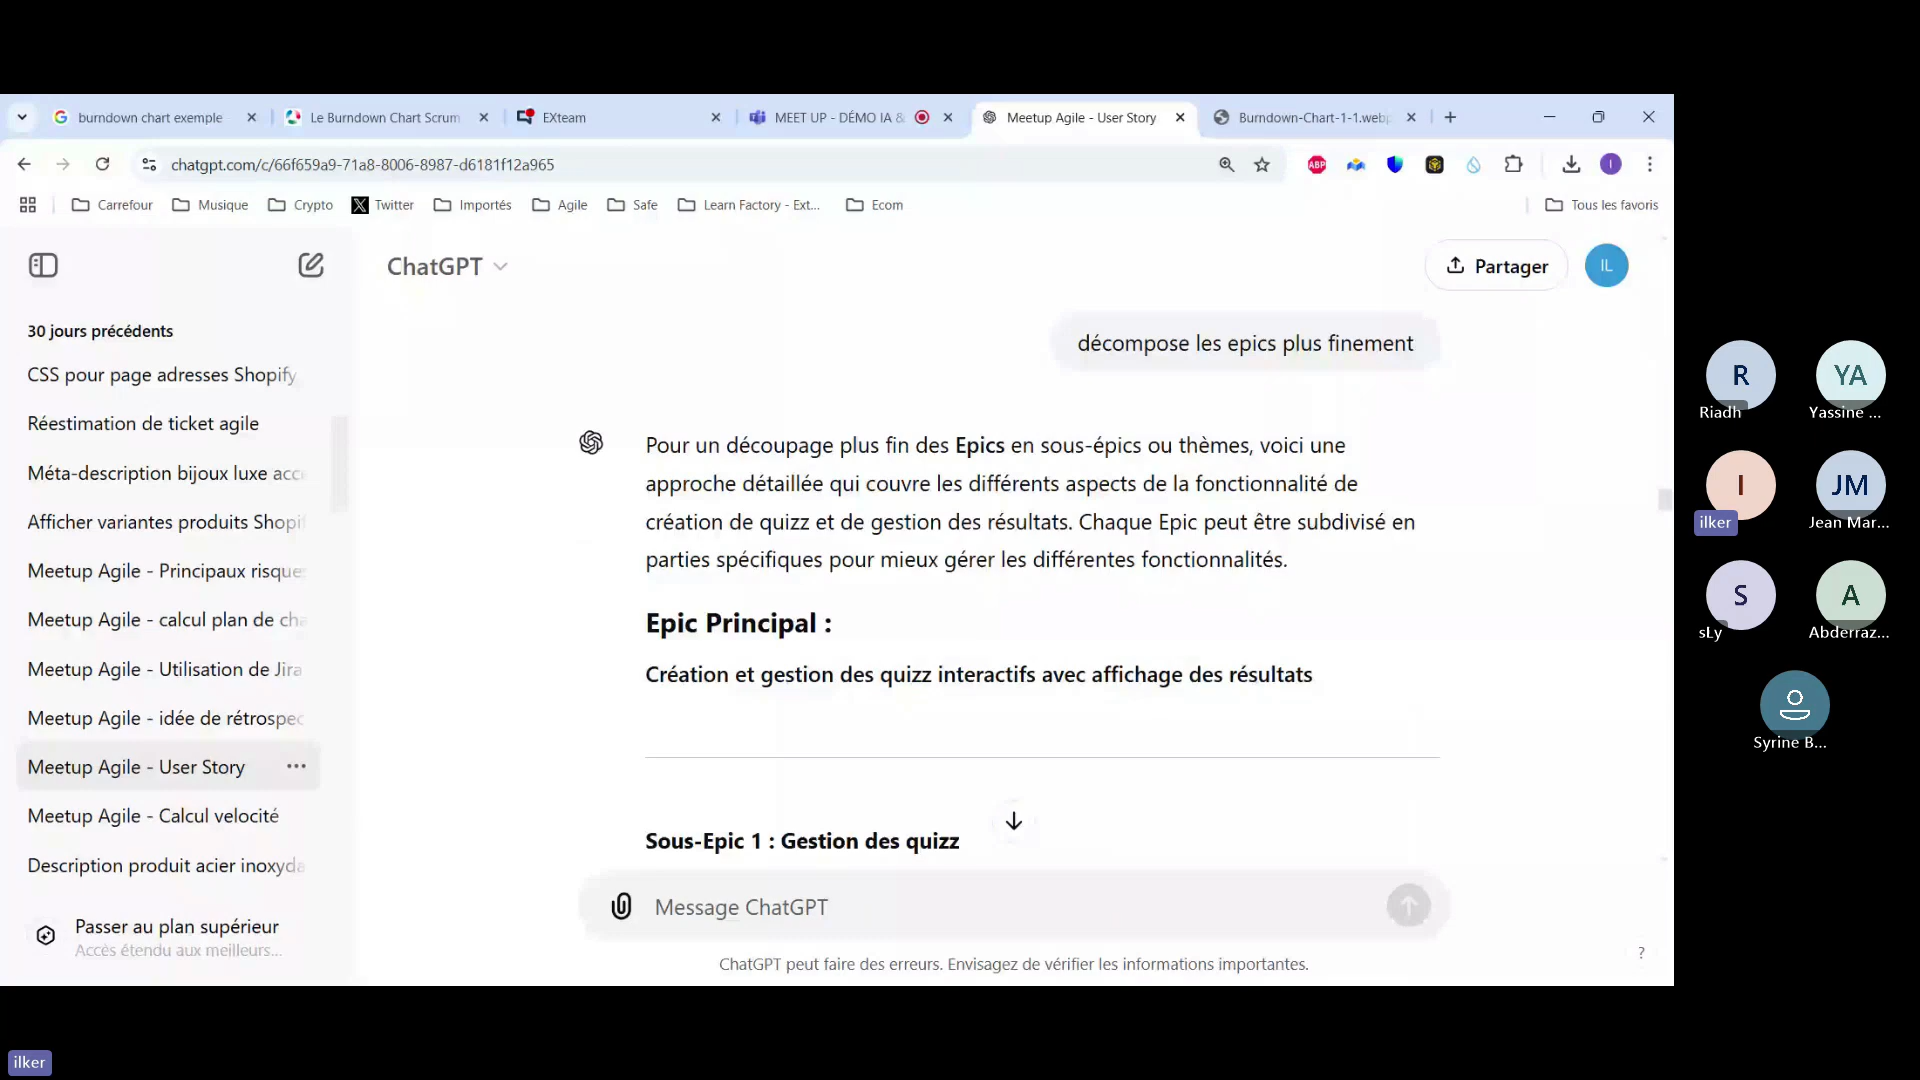 burndown chart exemple
Le Burndown Chart Scrum
EXteam
MEET UP - DÉMO IA &
Meetup Agile - User Story
Burndown-Chart-1-1.webp
chatgpt.com/c/66f659a9-71a8-8006-8987-d6181f12a965
ABP
I
Carrefour
Musique
Crypto
X Twitter
Importés
Agile
Safe
Learn Factory - Ext...
Ecom
Tous les favoris
ChatGPT
Partager
IL
30 jours précédents
CSS pour page adresses Shopify
Réestimation de ticket agile
Méta-description bijoux luxe acce
Afficher variantes produits Shopif
Meetup Agile - Principaux risques
Meetup Agile - calcul plan de cha
Meetup Agile - Utilisation de Jira
Meetup Agile - idée de rétrospec
Meetup Agile - User Story
Meetup Agile - Calcul velocité
Description produit acier inoxyda
Passer au plan supérieur
Accès étendu aux meilleurs...
décompose les epics plus finement
Pour un découpage plus fin des Epics en sous-épics ou thèmes, voici une
approche détaillée qui couvre les différents aspects de la fonctionnalité de
création de quizz et de gestion des résultats. Chaque Epic peut être subdivisé en
parties spécifiques pour mieux gérer les différentes fonctionnalités.
Epic Principal :
Création et gestion des quizz interactifs avec affichage des résultats
Sous-Epic 1 : Gestion des quizz
Message ChatGPT
ChatGPT peut faire des erreurs. Envisagez de vérifier les informations importantes.
?
R
Riadh
YA
Yassine ...
I
ilker
JM
Jean Mar...
S
sLy
A
Abderraz...
Syrine B...
ilker